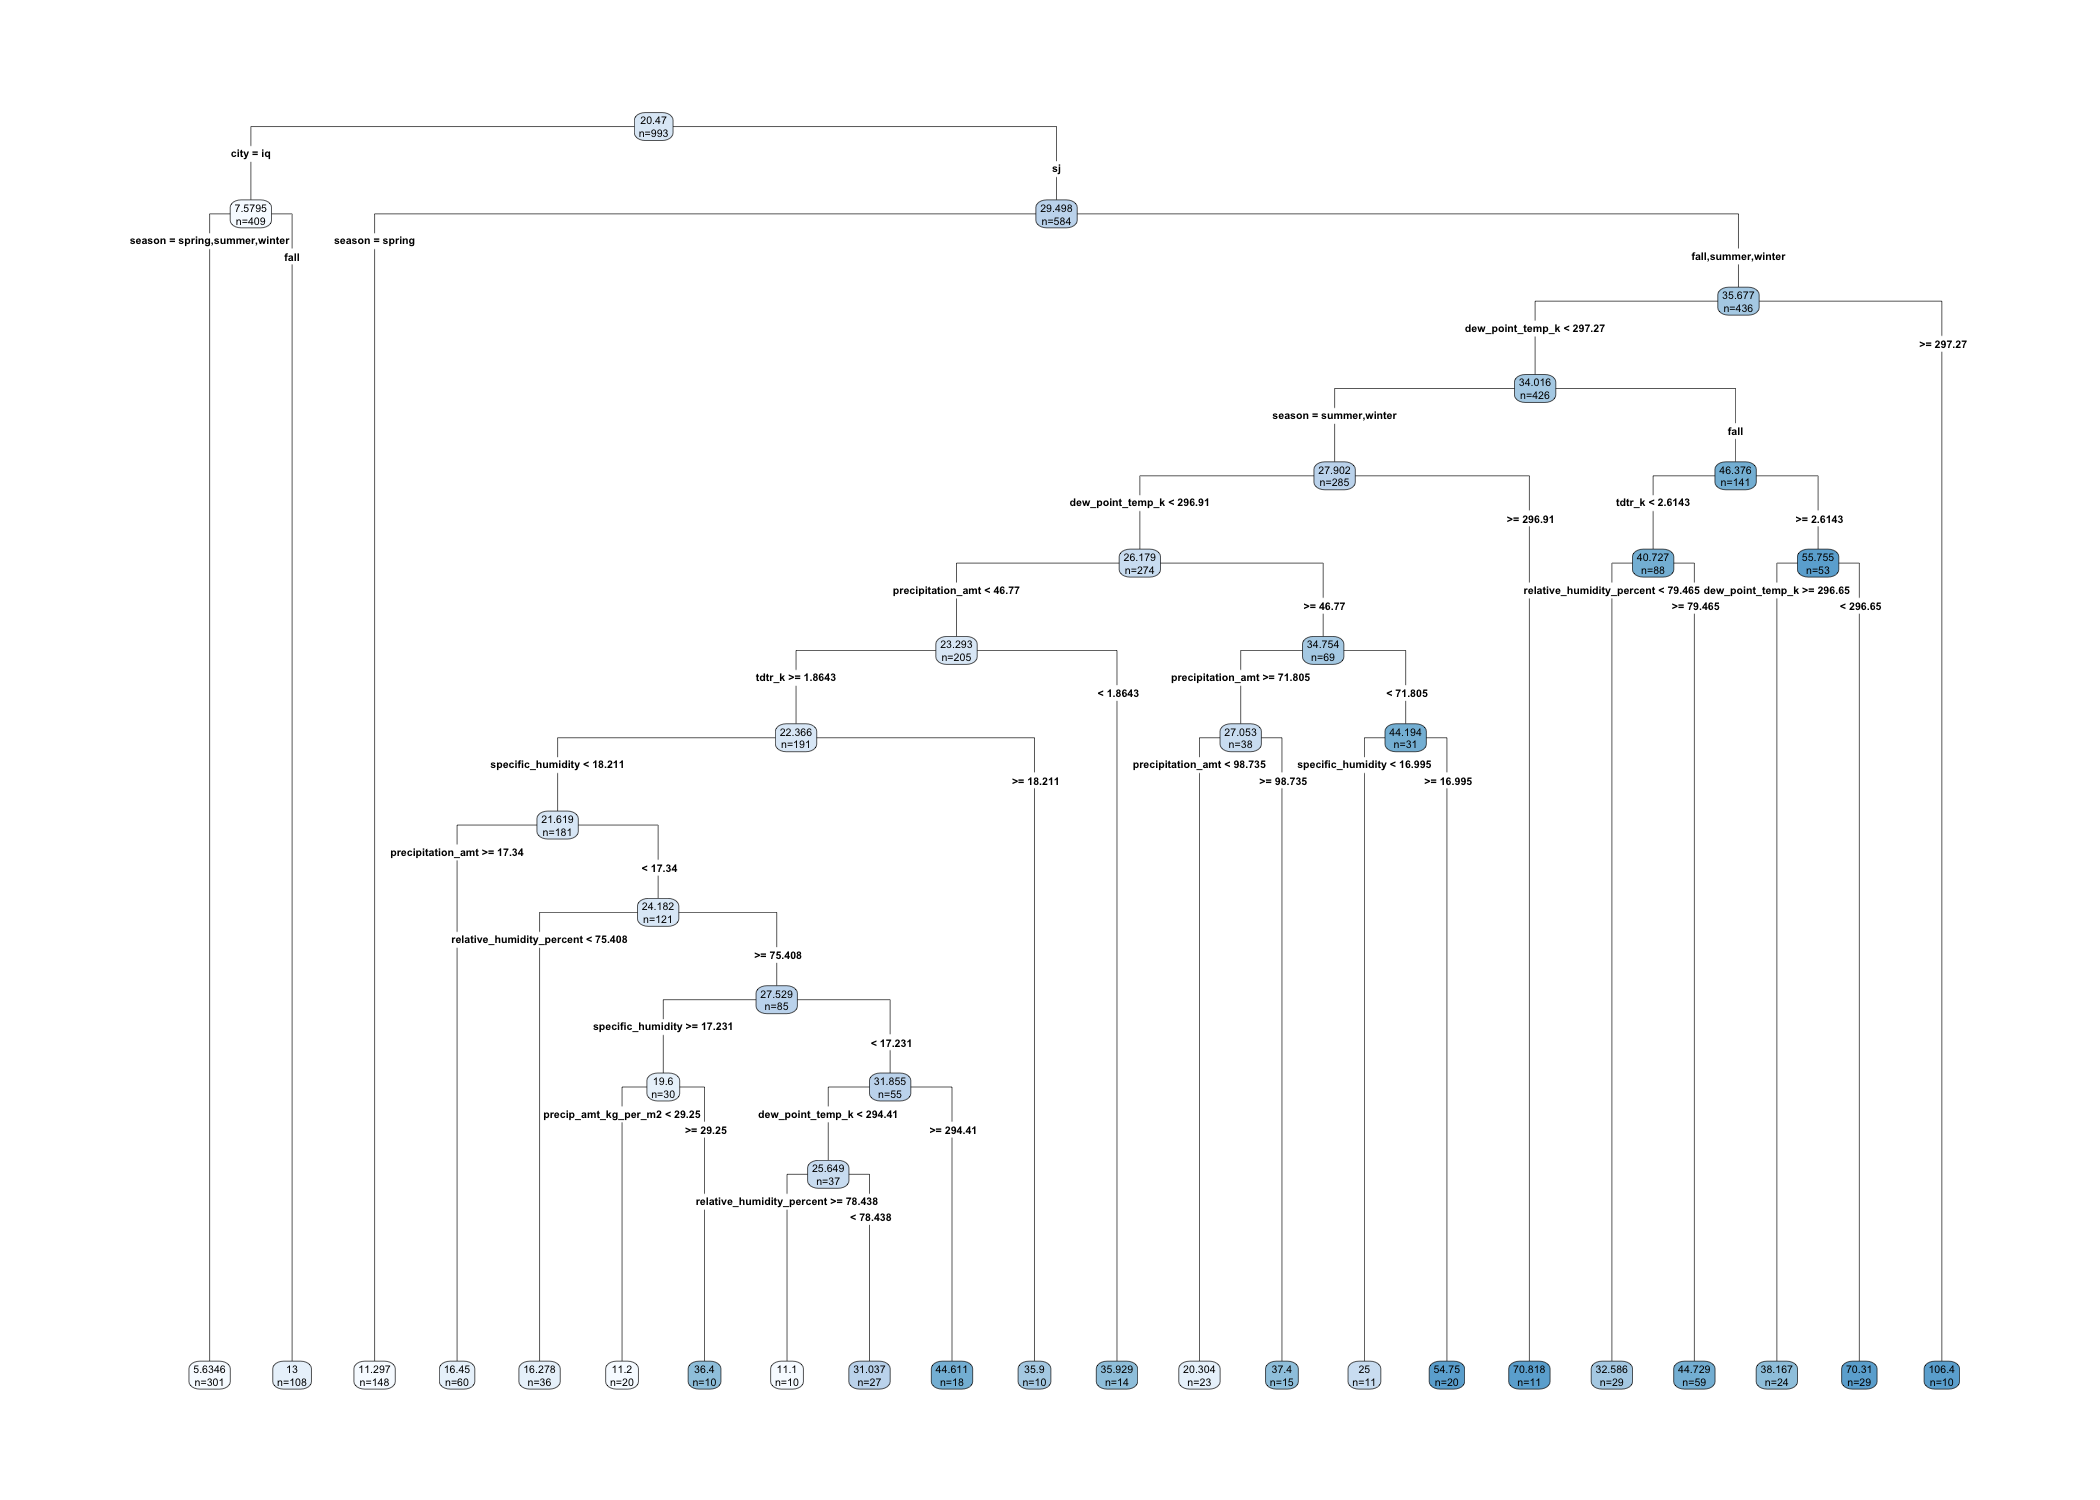 20.47
n=993
city = iq
sj
7.5795
n=409
29.498
n=584
season = spring,summer,winter
season = spring
fall
fall,summer,winter
35.677
n=436
dew_point_temp_k < 297.27
>= 297.27
34.016
n=426
season = summer,winter
fall
27.902
n=285
46.376
n=141
dew_point_temp_k < 296.91
tdtr_k < 2.6143
>= 296.91
>= 2.6143
26.179
n=274
40.727
n=88
55.755
n=53
precipitation_amt < 46.77
relative_humidity_percent < 79.465
dew_point_temp_k >= 296.65
>= 46.77
>= 79.465
< 296.65
23.293
n=205
34.754
n=69
tdtr_k >= 1.8643
precipitation_amt >= 71.805
< 1.8643
< 71.805
22.366
n=191
27.053
n=38
44.194
n=31
specific_humidity < 18.211
precipitation_amt < 98.735
specific_humidity < 16.995
>= 18.211
>= 98.735
>= 16.995
21.619
n=181
precipitation_amt >= 17.34
< 17.34
24.182
n=121
relative_humidity_percent < 75.408
>= 75.408
27.529
n=85
specific_humidity >= 17.231
< 17.231
19.6
n=30
31.855
n=55
precip_amt_kg_per_m2 < 29.25
dew_point_temp_k < 294.41
>= 29.25
>= 294.41
25.649
n=37
relative_humidity_percent >= 78.438
< 78.438
5.6346
n=301
13
n=108
11.297
n=148
16.45
n=60
16.278
n=36
11.2
n=20
36.4
n=10
11.1
n=10
31.037
n=27
44.611
n=18
35.9
n=10
35.929
n=14
20.304
n=23
37.4
n=15
25
n=11
54.75
n=20
70.818
n=11
32.586
n=29
44.729
n=59
38.167
n=24
70.31
n=29
106.4
n=10